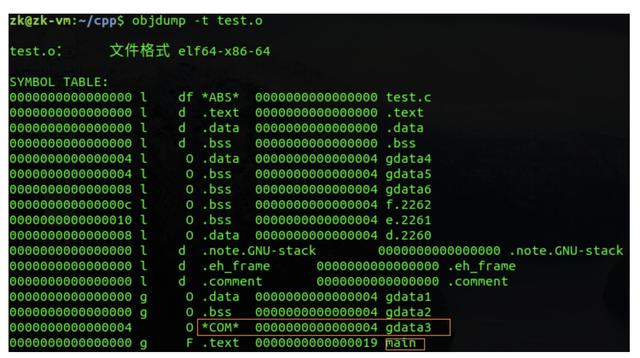 zk@zk-vm:~/cpp$ objdump -t test.o
test.o:     文件格式 elf64-x86-64
SYMBOL TABLE:
0000000000000000 l    df *ABS*  0000000000000000 test.c
0000000000000000 l    d  .text  0000000000000000 .text
0000000000000000 l    d  .data  0000000000000000 .data
0000000000000000 l    d  .bss   0000000000000000 .bss
0000000000000004 l     O .data  0000000000000004 gdata4
0000000000000004 l     O .bss   0000000000000004 gdata5
0000000000000008 l     O .bss   0000000000000004 gdata6
000000000000000c l     O .bss   0000000000000004 f.2262
0000000000000010 l     O .bss   0000000000000004 e.2261
0000000000000008 l     O .data  0000000000000004 d.2260
0000000000000000 l    d  .note.GNU-stack        0000000000000000 .note.GNU-stack
0000000000000000 l    d  .eh_frame      0000000000000000 .eh_frame
0000000000000000 l    d  .comment       0000000000000000 .comment
0000000000000000 g     O .data  0000000000000004 gdata1
0000000000000000 g     O .bss   0000000000000004 gdata2
0000000000000004       O *COM*  0000000000000004 gdata3
0000000000000000 g     F .text  0000000000000019 main